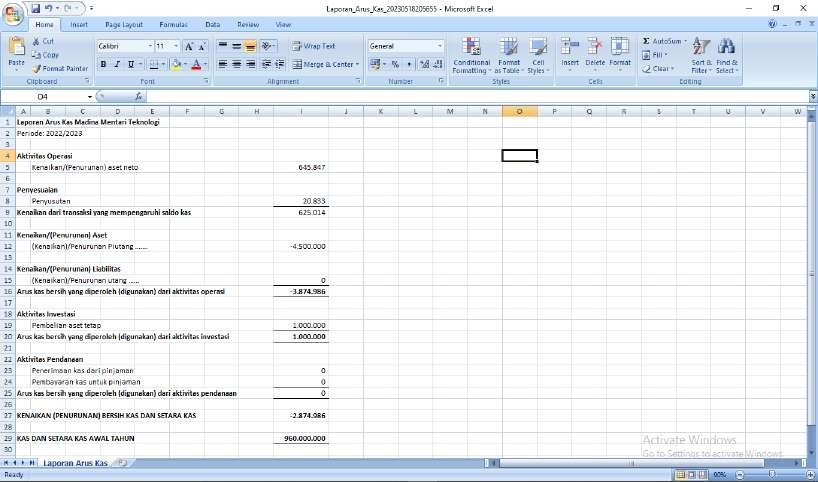 Laporan_Arus_Kas_20230518205655 - Microsoft Excel
Home Insert Page Layout Formulas Data Review View
Paste Cut Copy Format Painter
Calibri 11
Wrap Text
Merge & Center
General
Conditional Formatting Format as Table Cell Styles
Insert Delete Format
AutoSum Fill Clear
Sort & Filter Find & Select
Clipboard Font Alignment Number Styles Cells Editing
O4 fx
A B C D E F G H I J K L M N O P Q R S T U V W
1 Laporan Arus Kas Madina Mentari Teknologi
2 Periode: 2022/2023
3
4 Aktivitas Operasi
5 Kenaikan/(Penurunan) aset neto 645.847
6
7 Penyesuaian
8 Penyusutan 20.833
9 Kenaikan dari transaksi yang mempengaruhi saldo kas 625.014
10
11 Kenaikan/(Penurunan) Aset
12 (Kenaikan)/Penurunan Piutang ...... -4.500.000
13
14 Kenaikan/(Penurunan) Liabilitas
15 (Kenaikan)/Penurunan utang ..... 0
16 Arus kas bersih yang diperoleh (digunakan) dari aktivitas operasi -3.874.986
17
18 Aktivitas Investasi
19 Pembelian aset tetap 1.000.000
20 Arus kas bersih yang diperoleh (digunakan) dari aktivitas investasi 1.000.000
21
22 Aktivitas Pendanaan
23 Penerimaan kas dari pinjaman 0
24 Pembayaran kas untuk pinjaman 0
25 Arus kas bersih yang diperoleh (digunakan) dari aktivitas pendanaan 0
26
27 KENAIKAN (PENURUNAN) BERSIH KAS DAN SETARA KAS -2.874.986
28
29 KAS DAN SETARA KAS AWAL TAHUN 960.000.000
30
Activate Windows
Go to Settings to activate Windows.
Laporan Arus Kas
Ready